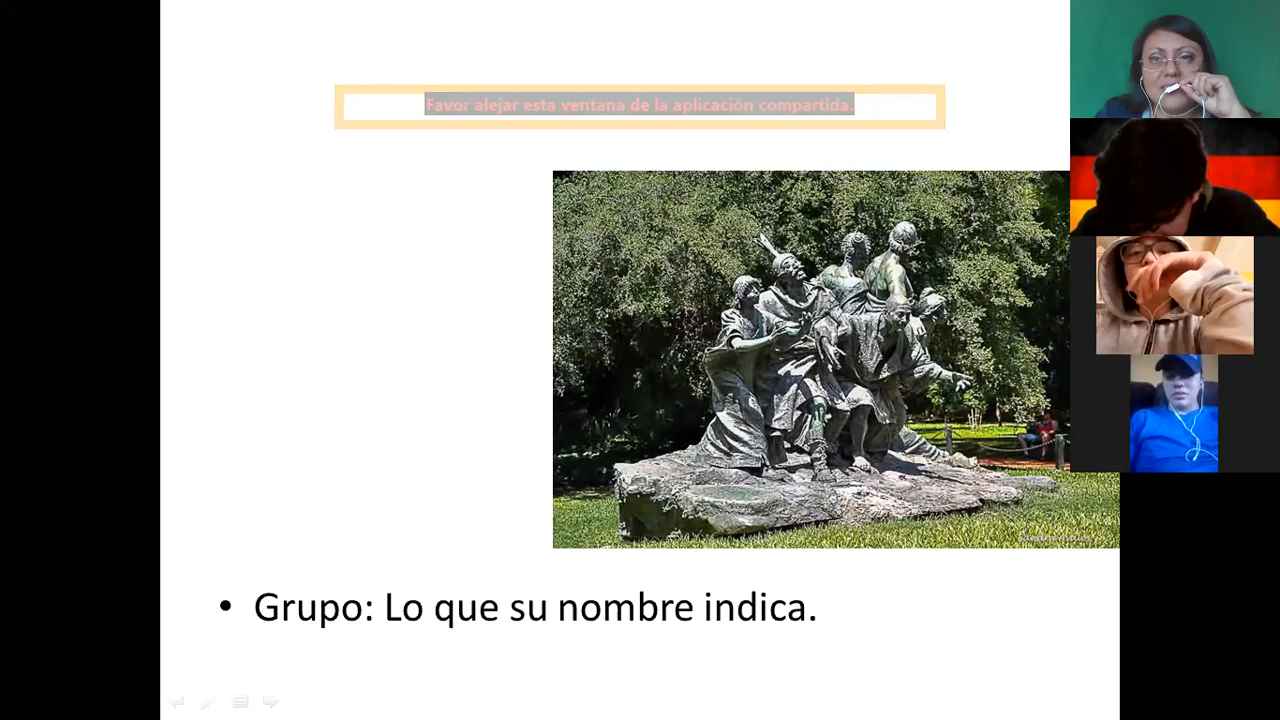 Favor alejar esta ventana de la aplicación compartida.
• Grupo: Lo que su nombre indica.